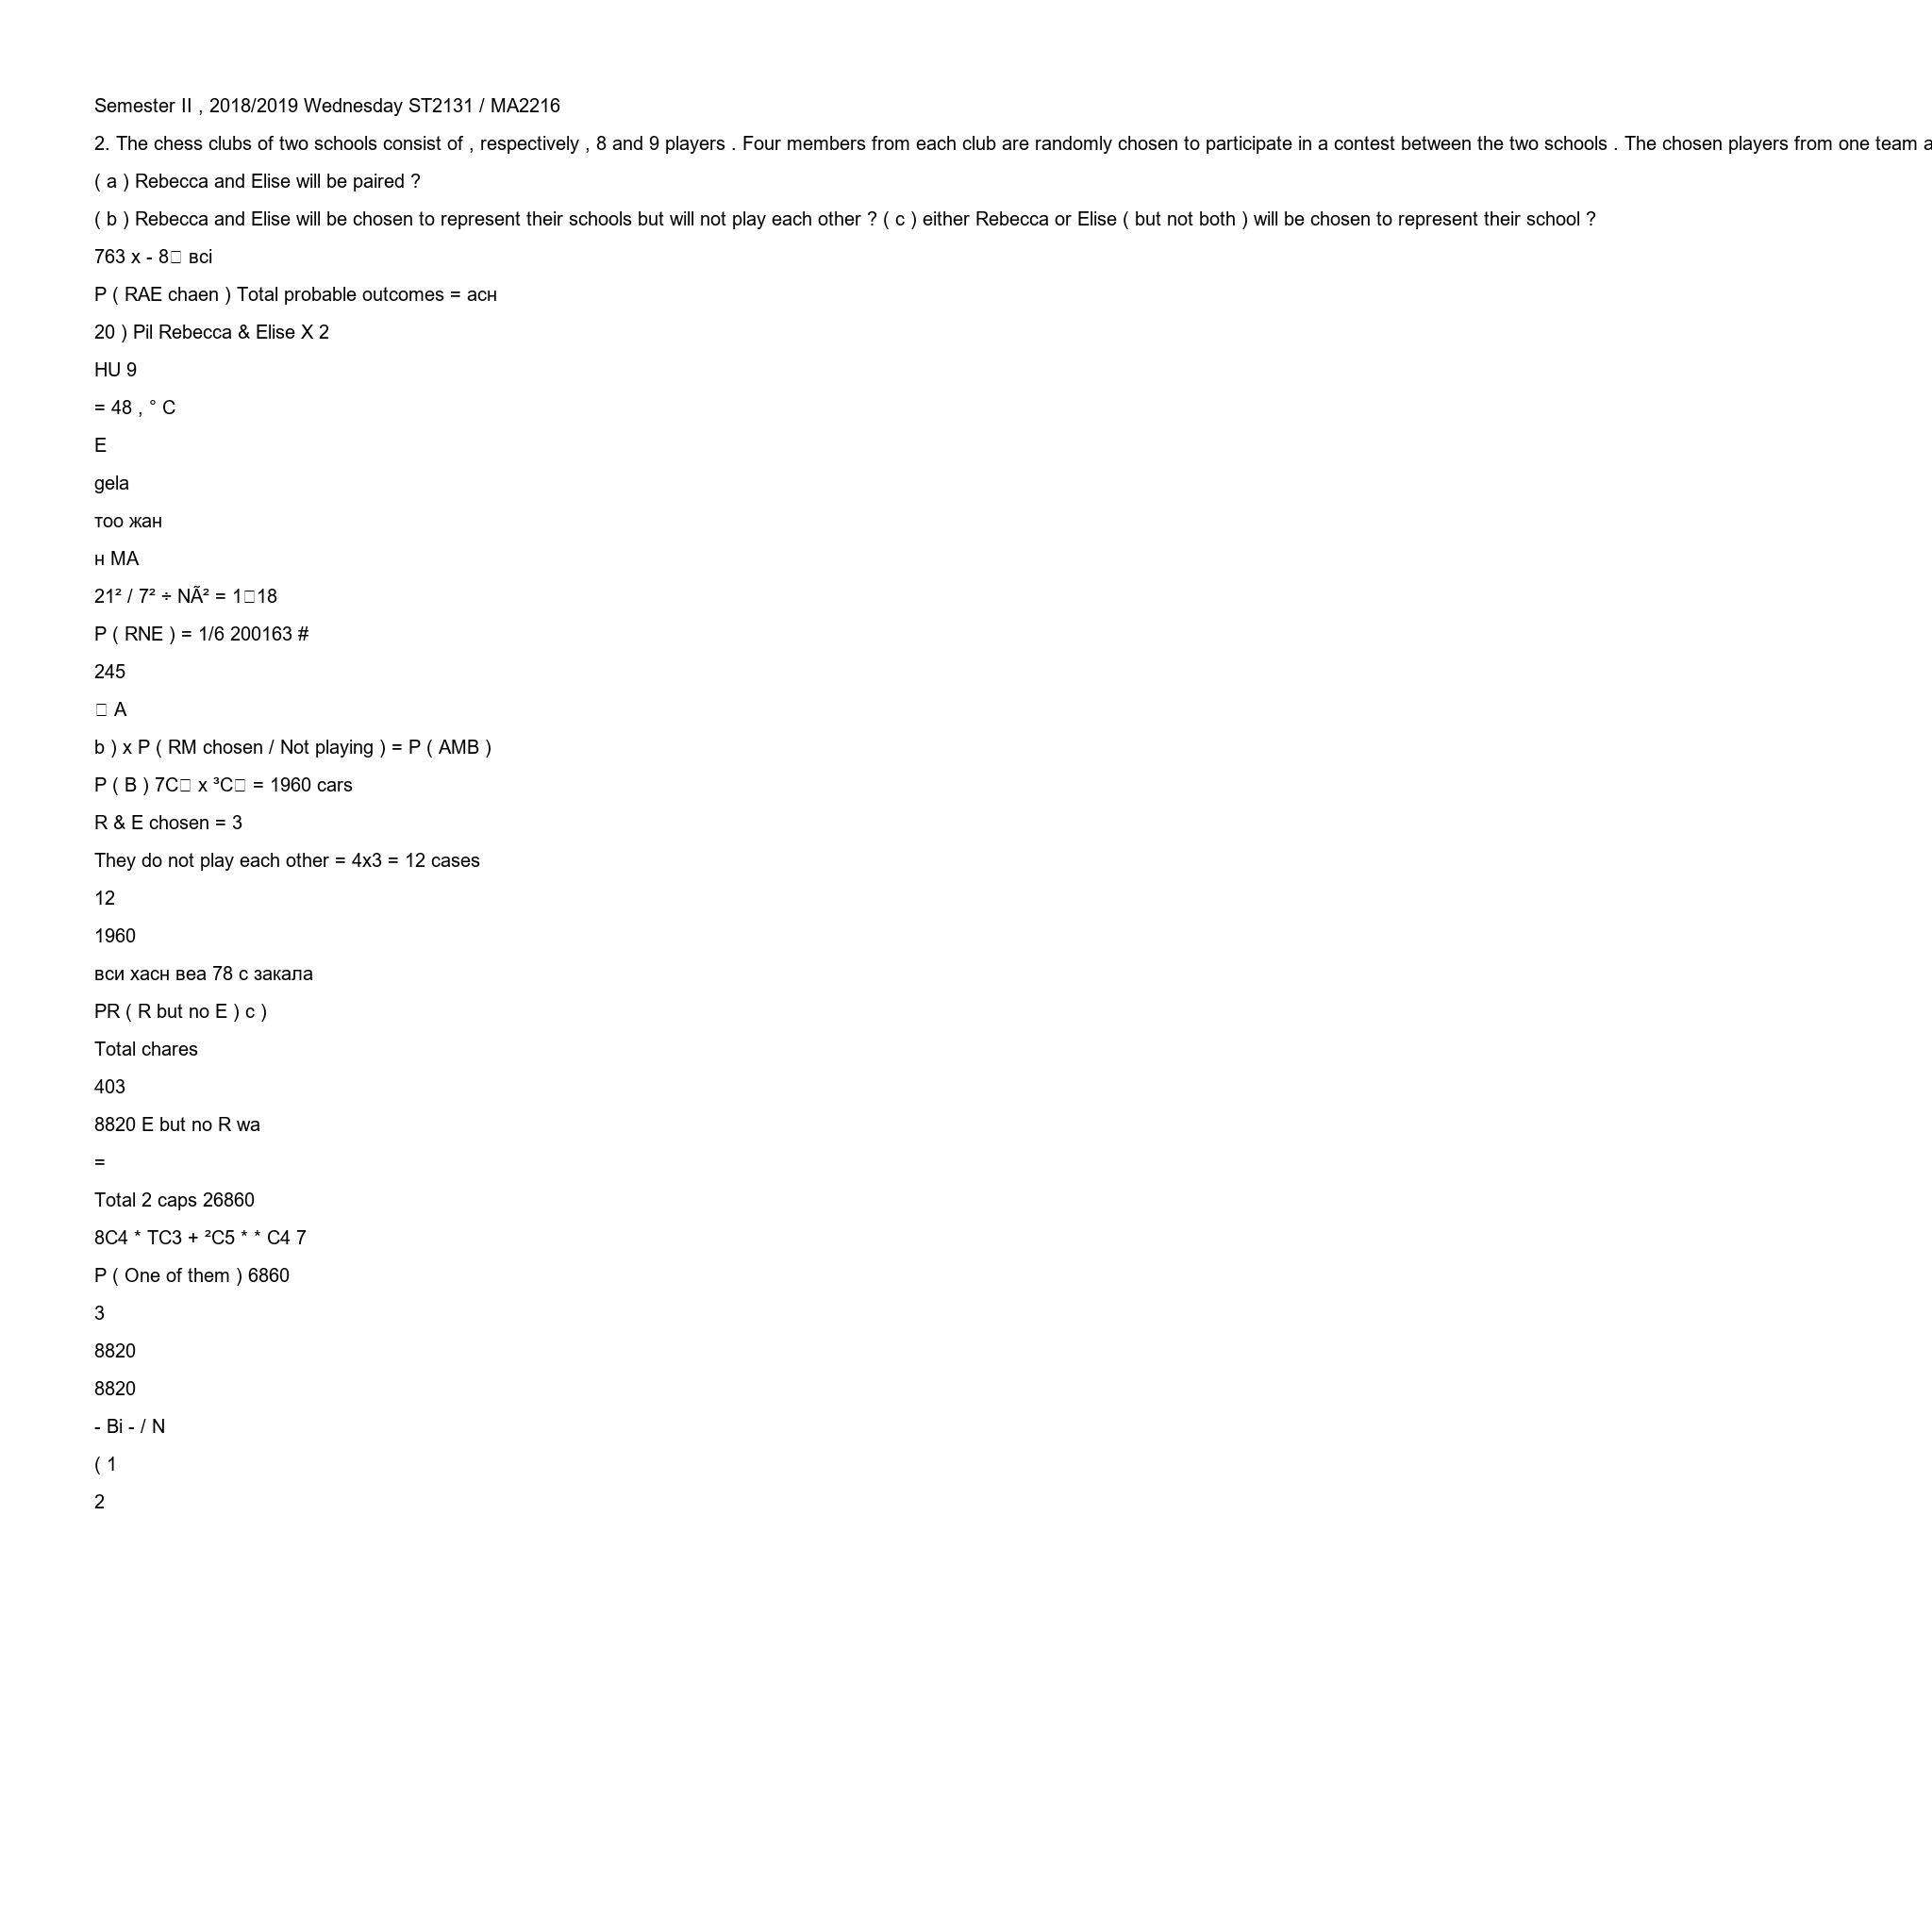 Semester II , 2018/2019 Wednesday ST2131 / MA2216
2. The chess clubs of two schools consist of , respectively , 8 and 9 players . Four members from each club are randomly chosen to participate in a contest between the two schools . The chosen players from one team a
( a ) Rebecca and Elise will be paired ?
( b ) Rebecca and Elise will be chosen to represent their schools but will not play each other ? ( c ) either Rebecca or Elise ( but not both ) will be chosen to represent their school ?
763 x - 8□ всі
P ( RAE chaen ) Total probable outcomes = асн
20 ) Pil Rebecca & Elise X 2
HU 9
= 48 , ° C
E
gela
тоо жан
н МА
21² / 7² ÷ NÃ² = 1□18
P ( RNE ) = 1/6 200163 #
245
□ A
b ) x P ( RM chosen / Not playing ) = P ( AMB )
P ( B ) 7C□ x ³C□ = 1960 cars
R & E chosen = 3
They do not play each other = 4x3 = 12 cases
12
1960
вси хасн веа 78 с закала
PR ( R but no E ) c )
Total chares
403
8820 E but no R wa
=
Total 2 caps 26860
8C4 * TC3 + ²C5 * * C4 7
P ( One of them ) 6860
3
8820
8820
- Bi - / N
( 1
2